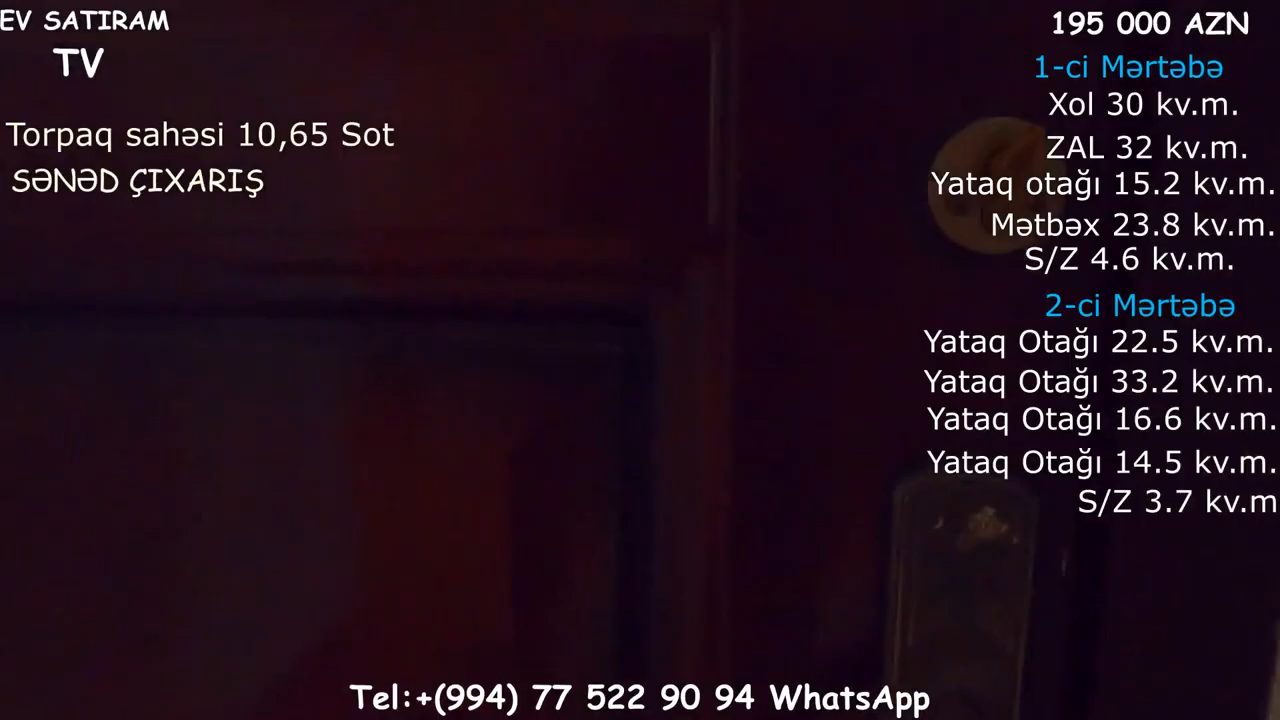 EV SATIRAM
TV
Torpaq sahəsi 10,65 Sot
SƏNƏD ÇIXARIŞ
195 000 AZN
1-ci Mərtəbə
Xol 30 kv.m.
ZAL 32 kv.m.
Yataq otağı 15.2 kv.m.
Mətbəx 23.8 kv.m.
S/Z 4.6 kv.m.
2-ci Mərtəbə
Yataq Otağı 22.5 kv.m.
Yataq Otağı 33.2 kv.m.
Yataq Otağı 16.6 kv.m.
Yataq Otağı 14.5 kv.m.
S/Z 3.7 kv.m
Tel:+(994) 77 522 90 94 WhatsApp